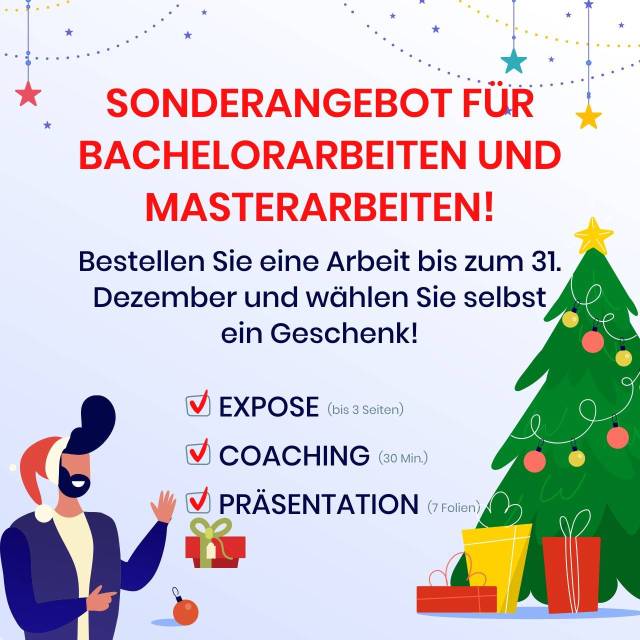 SONDERANGEBOT FÜR
BACHELORARBEITEN UND
MASTERARBEITEN!
Bestellen Sie eine Arbeit bis zum 31.
Dezember und wählen Sie selbst
ein Geschenk!
EXPOSE (bis 3 Seiten)
COACHING (30 Min.)
PRÄSENTATION (7 Folien)